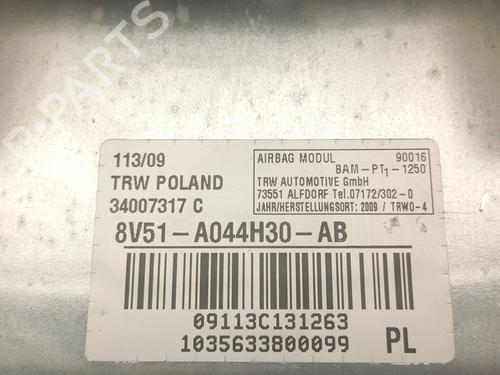 B-PARTS
113/09
TRW POLAND
34007317 C
AIRBAG MODUL 90016
BAM-PT1-1250
TRW AUTOMOTIVE GmbH
73551 ALFDORF Tel.07172/302-0
JAHR/HERSTELLUNGSORT: 2009 / TRWO-4
8V51-A044H30-AB
09113C131263
1035633800099 PL